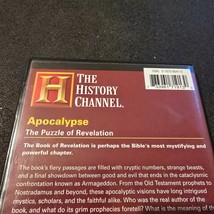 H
THE
HISTORY
CHANNEL.
Apocalypse
The Puzzle of Revelation
The Book of Revelation is perhaps the Bible's most mystifying and
powerful chapter.
The book's fiery passages are filled with cryptic numbers, strange beasts,
and a final showdown between good and evil that ends in the cataclysmic
confrontation known as Armageddon. From the Old Testament prophets to
Nostradamus and beyond, these apocalyptic visions have long intrigued
mystics, scholars, and the faithful alike. Who was the real author of the
book, and what do its grim prophecies foretell? What is the meaning of the